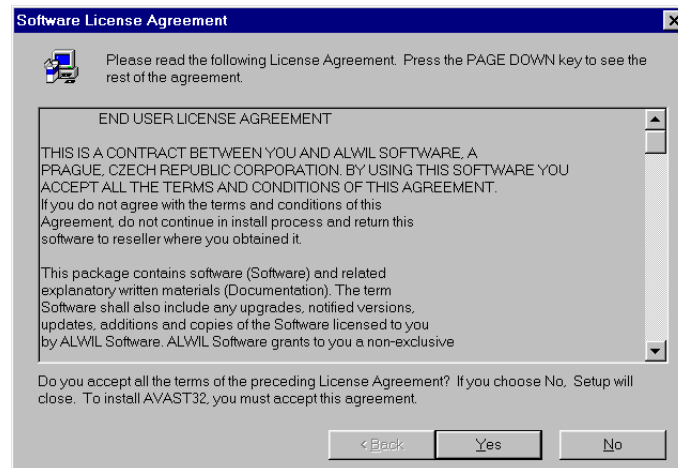 Software License Agreement
Please read the following License Agreement. Press the PAGE DOWN key to see the
rest of the agreement.
END USER LICENSE AGREEMENT
THIS IS A CONTRACT BETWEEN YOU AND ALWIL SOFTWARE, A
PRAGUE, CZECH REPUBLIC CORPORATION. BY USING THIS SOFTWARE YOU
ACCEPT ALL THE TERMS AND CONDITIONS OF THIS AGREEMENT.
If you do not agree with the terms and conditions of this
Agreement, do not continue in install process and return this
software to reseller where you obtained it.
This package contains software (Software) and related
explanatory written materials (Documentation). The term
Software shall also include any upgrades, notified versions,
updates, additions and copies of the Software licensed to you
by ALWIL Software. ALWIL Software grants to you a non-exclusive
Do you accept all the terms of the preceding License Agreement? If you choose No, Setup will
close. To install AVAST32, you must accept this agreement.
< Back Yes No